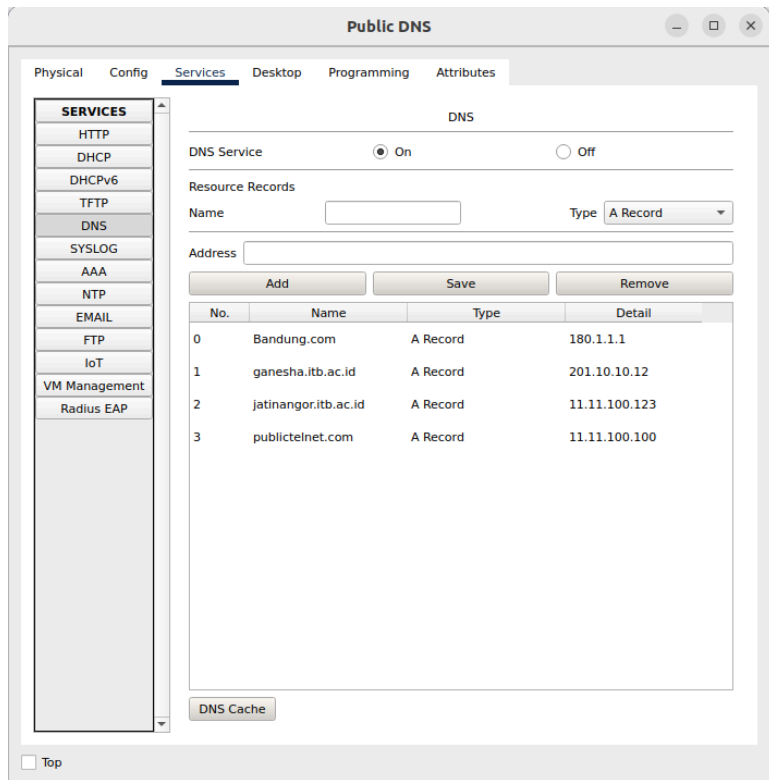 Public DNS
Physical Config Services Desktop Programming Attributes
SERVICES
HTTP
DHCP
DHCPv6
TFTP
DNS
SYSLOG
AAA
NTP
EMAIL
FTP
IoT
VM Management
Radius EAP
DNS
DNS Service On Off
Resource Records
Name Type A Record
Address
Add Save Remove
No. Name Type Detail
0 Bandung.com A Record 180.1.1.1
1 ganesha.itb.ac.id A Record 201.10.10.12
2 jatinangor.itb.ac.id A Record 11.11.100.123
3 publictelnet.com A Record 11.11.100.100
DNS Cache
Top